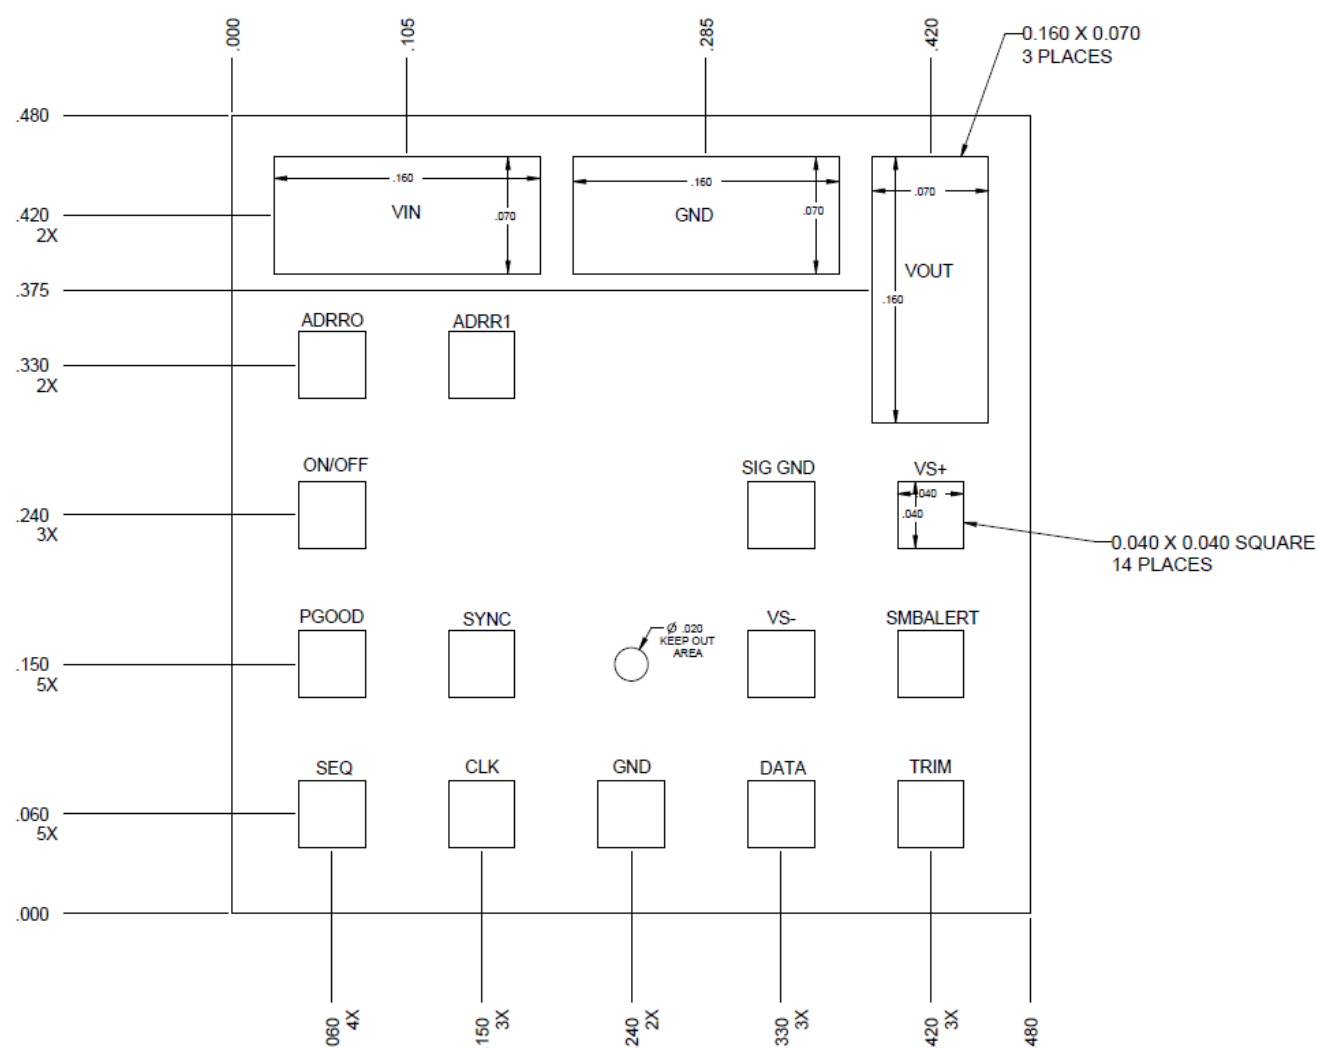 .000
.105
.285
.420
0.160 X 0.070
3 PLACES
.480
.160
.160
.070
VIN
.070
GND
.070
.420
2X
VOUT
.375
.160
ADRRO
ADRR1
.330
2X
ON/OFF
SIG GND
VS+
.040
.040
.240
3X
0.040 X 0.040 SQUARE
14 PLACES
PGOOD
SYNC
Ø .020
KEEP OUT
AREA
VS-
SMBALERT
.150
5X
SEQ
CLK
GND
DATA
TRIM
.060
5X
.000
060
4X
150
3X
240
2X
330
3X
420
3X
480